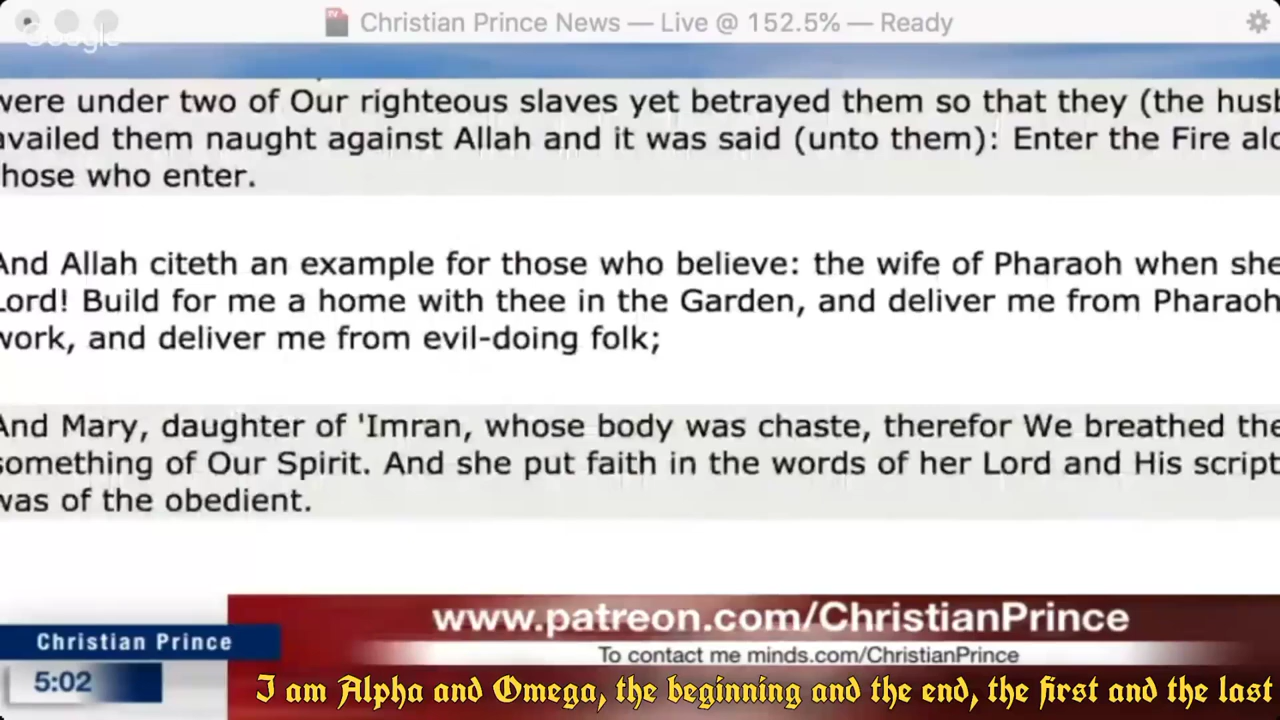 Christian Prince News — Live @ 152.5% — Ready
Google
were under two of Our righteous slaves yet betrayed them so that they (the
availed them naught against Allah and it was said (unto them): Enter the Fire
those who enter.
And Allah citeth an example for those who believe: the wife of Pharaoh when she
Lord! Build for me a home with thee in the Garden, and deliver me from Pharaoh
work, and deliver me from evil-doing folk;
And Mary, daughter of 'Imran, whose body was chaste, therefor We breathed
something of Our Spirit. And she put faith in the words of her Lord and His
was of the obedient.
www.patreon.com/ChristianPrince
Christian Prince
To contact me minds.com/ChristianPrince
5:02
I am Alpha and Omega, the beginning and the end, the first and the last